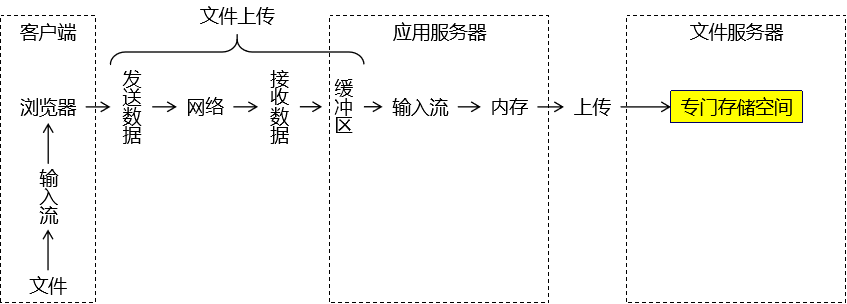 文件上传
客户端
应用服务器
文件服务器
浏览器
发送数据
网络
接收数据
缓冲区
输入流
内存
上传
专门存储空间
输入流
文件